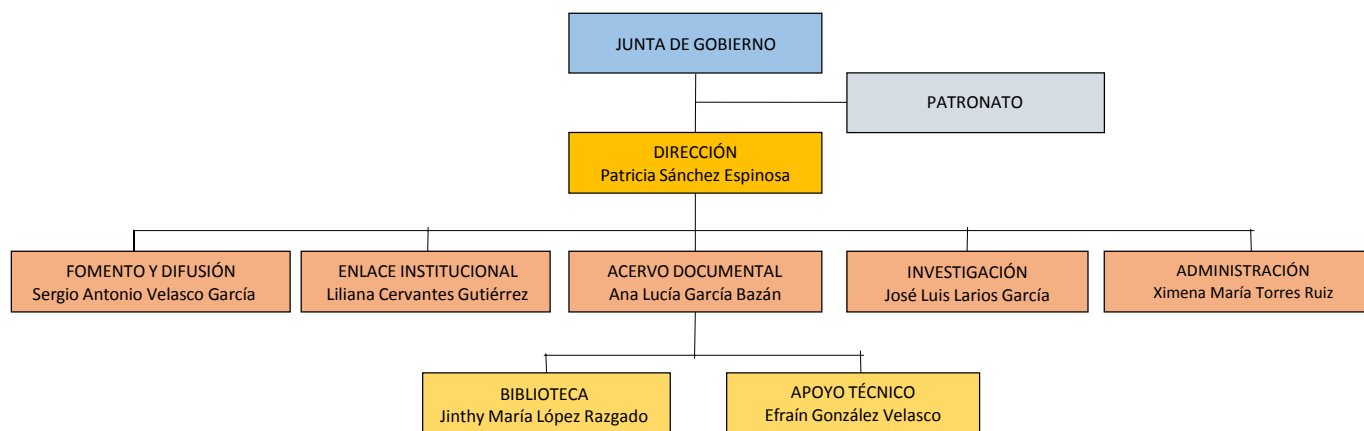 JUNTA DE GOBIERNO
PATRONATO
DIRECCIÓN
Patricia Sánchez Espinosa
FOMENTO Y DIFUSIÓN
Sergio Antonio Velasco García
ENLACE INSTITUCIONAL
Liliana Cervantes Gutiérrez
ACERVO DOCUMENTAL
Ana Lucía García Bazán
INVESTIGACIÓN
José Luis Larios García
ADMINISTRACIÓN
Ximena María Torres Ruiz
BIBLIOTECA
Jinthy María López Razgado
APOYO TÉCNICO
Efraín González Velasco